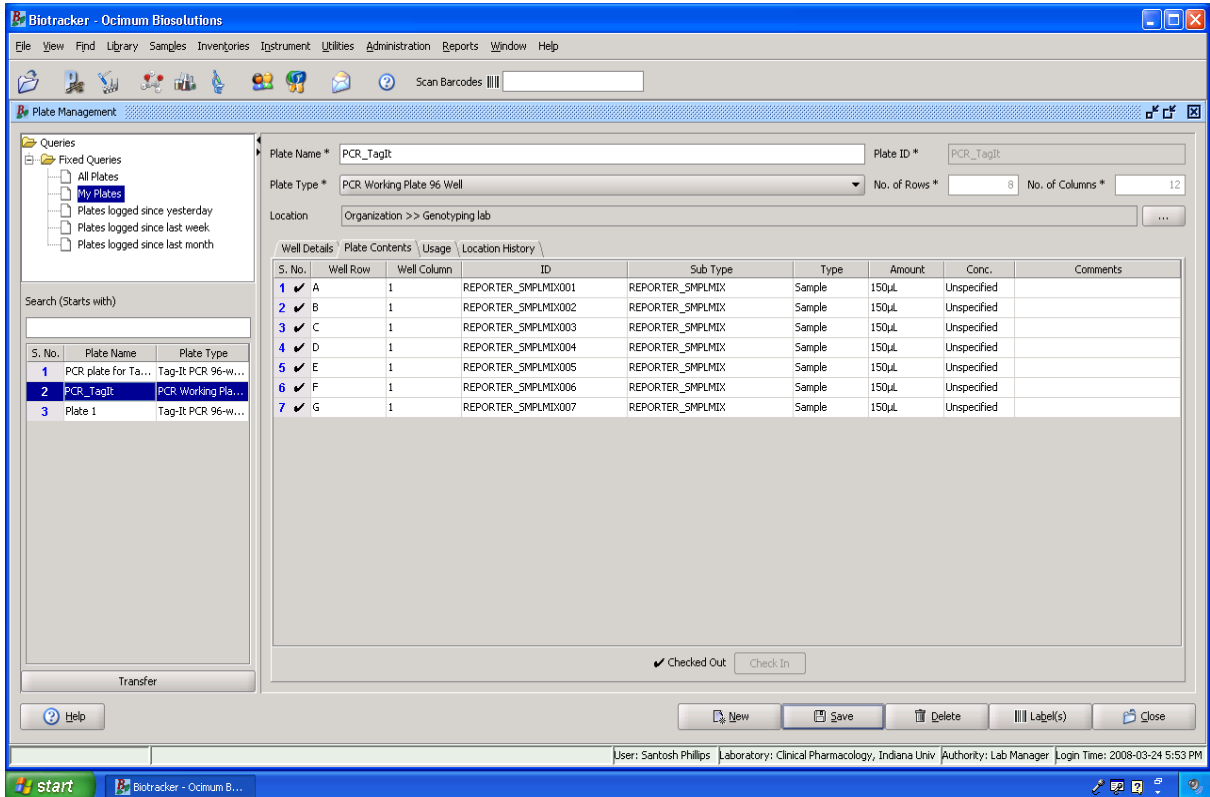 Biotracker - Ocimum Biosolutions
File View Find Library Samples Inventories Instrument Utilities Administration Reports Window Help
Scan Barcodes
Plate Management
Queries
Fixed Queries
All Plates
My Plates
Plates logged since yesterday
Plates logged since last week
Plates logged since last month
Search (Starts with)
S. No. Plate Name Plate Type
1 PCR plate for Ta... Tag-It PCR 96-w...
2 PCR_TagIt PCR Working Pla...
3 Plate 1 Tag-It PCR 96-w...
Transfer
Plate Name * PCR_TagIt Plate ID * PCR_TagIt
Plate Type * PCR Working Plate 96 Well No. of Rows * 8 No. of Columns * 12
Location Organization >> Genotyping lab ...
Well Details Plate Contents Usage Location History
S. No. Well Row Well Column ID Sub Type Type Amount Conc. Comments
1 ✔ A 1 REPORTER_SMPLMIX001 REPORTER_SMPLMIX Sample 150µL Unspecified
2 ✔ B 1 REPORTER_SMPLMIX002 REPORTER_SMPLMIX Sample 150µL Unspecified
3 ✔ C 1 REPORTER_SMPLMIX003 REPORTER_SMPLMIX Sample 150µL Unspecified
4 ✔ D 1 REPORTER_SMPLMIX004 REPORTER_SMPLMIX Sample 150µL Unspecified
5 ✔ E 1 REPORTER_SMPLMIX005 REPORTER_SMPLMIX Sample 150µL Unspecified
6 ✔ F 1 REPORTER_SMPLMIX006 REPORTER_SMPLMIX Sample 150µL Unspecified
7 ✔ G 1 REPORTER_SMPLMIX007 REPORTER_SMPLMIX Sample 150µL Unspecified
✔ Checked Out Check In
Help New Save Delete Label(s) Close
User: Santosh Phillips Laboratory: Clinical Pharmacology, Indiana Univ Authority: Lab Manager Login Time: 2008-03-24 5:53 PM
start Biotracker - Ocimum B...